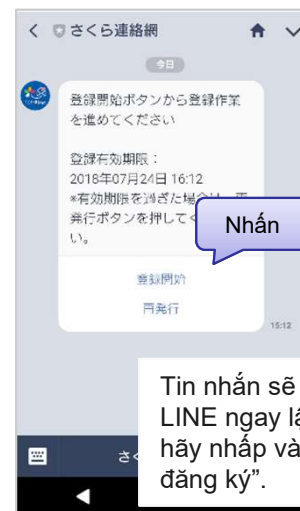 さくら連絡網
今日
登録開始ボタンから登録作業
を進めてください
登録有効期限：
2018年07月24日 16:12
*有効期限を過ぎた場合は、再
発行ボタンを押してく
い。
Nhấn
登録開始
再発行
15:12
Tin nhắn sẽ
LINE ngay
hãy nhấp
đăng ký”.
さ